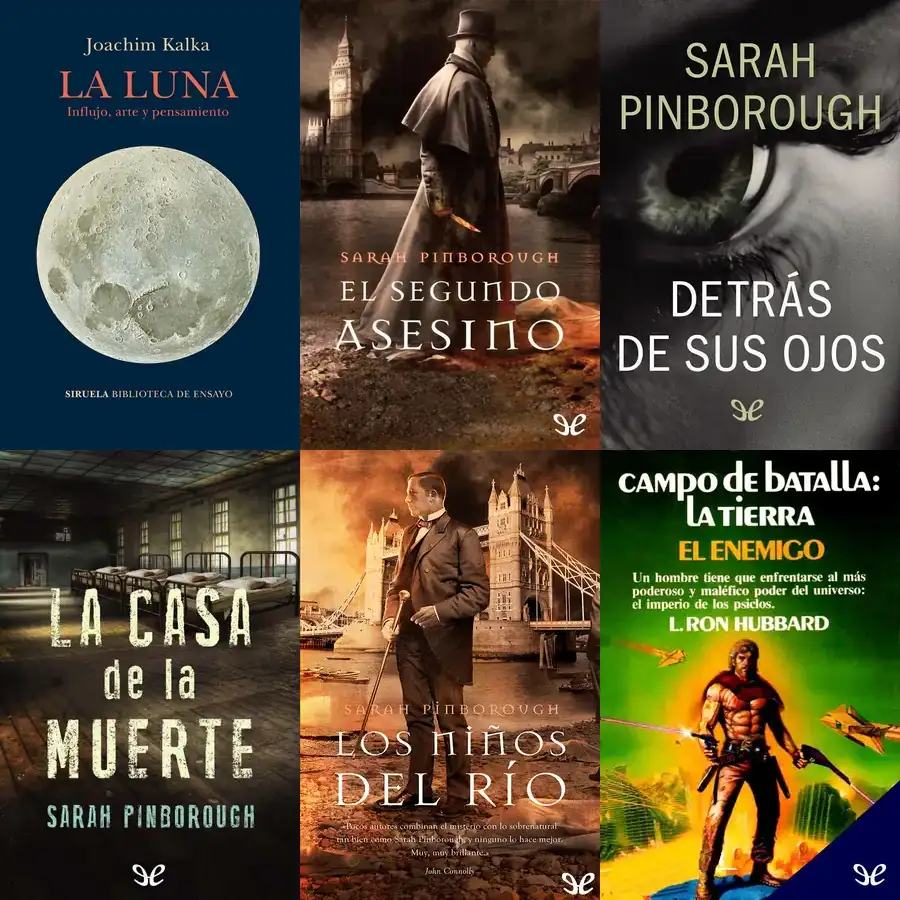 Joachim Kalka
LA LUNA
Influjo, arte y pensamiento
SIRUELA BIBLIOTECA DE ENSAYO
SARAH PINBOROUGH
EL SEGUNDO
ASESINO
SARAH
PINBOROUGH
DETRÁS
DE SUS OJOS
LA CASA
de la
MUERTE
SARAH PINBOROUGH
SARAH PINBOROUGH
LOS NIÑOS
DEL RÍO
«Pocos autores combinan el misterio con lo sobrenatural
tan bien como Sarah Pinborough, y ninguno lo hace mejor.
Muy, muy brillante.»
John Connolly
CAMPO DE BATALLA:
LA TIERRA
EL ENEMIGO
Un hombre tiene que enfrentarse al más
poderoso y maléfico poder del universo:
el imperio de los psiclos.
L. RON HUBBARD